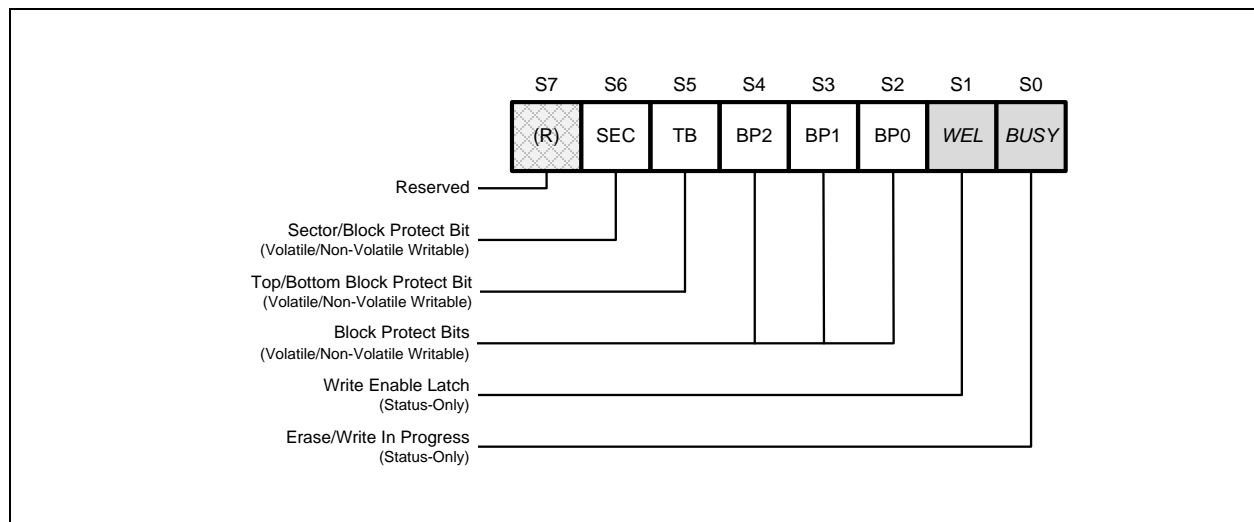 S7 S6 S5 S4 S3 S2 S1 S0
(R) SEC TB BP2 BP1 BP0 WEL BUSY
Reserved
Sector/Block Protect Bit
(Volatile/Non-Volatile Writable)
Top/Bottom Block Protect Bit
(Volatile/Non-Volatile Writable)
Block Protect Bits
(Volatile/Non-Volatile Writable)
Write Enable Latch
(Status-Only)
Erase/Write In Progress
(Status-Only)